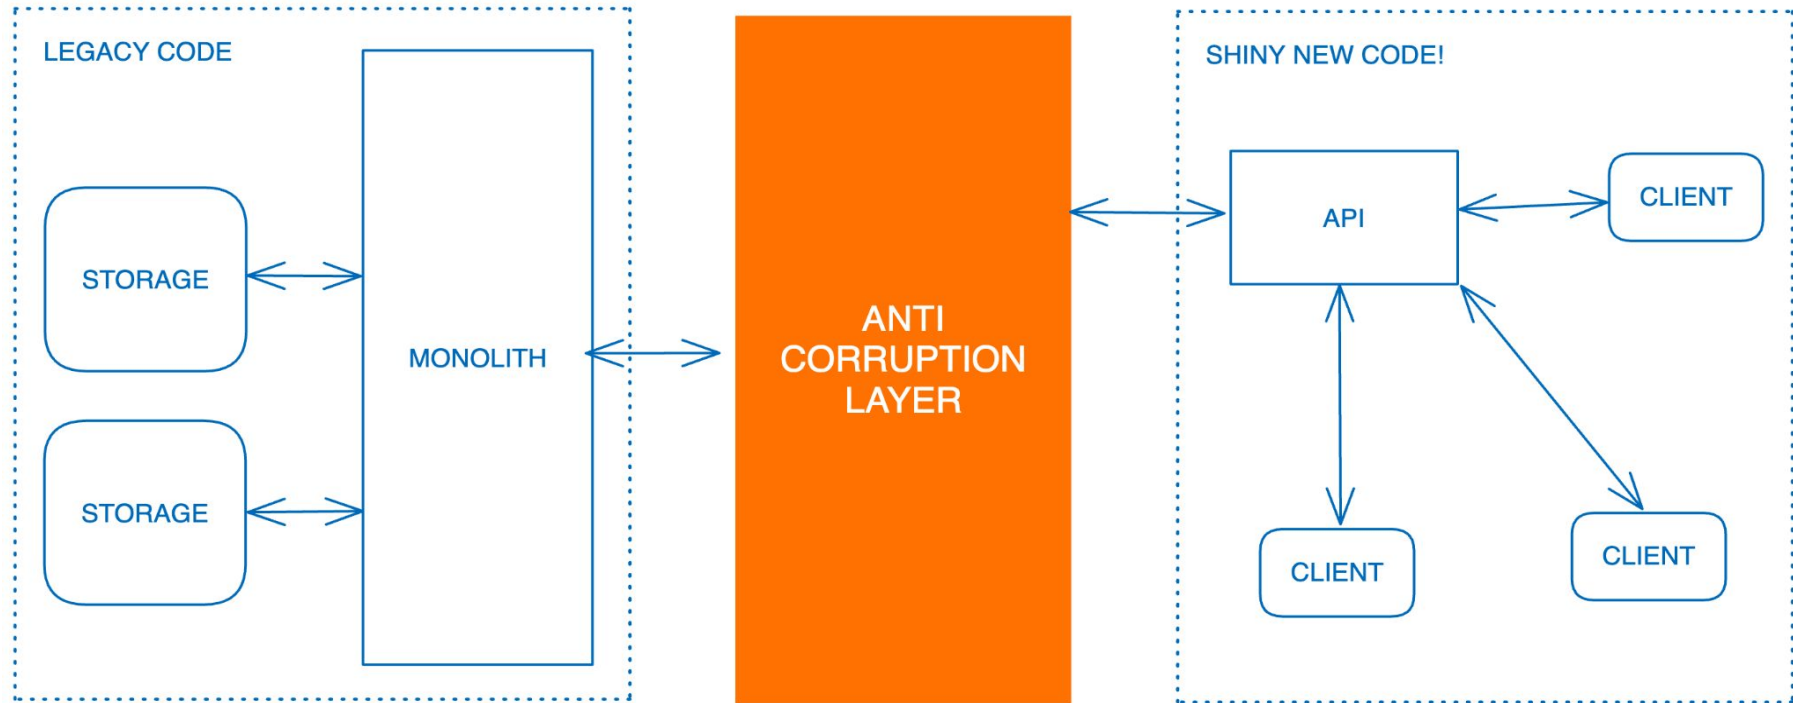 LEGACY CODE
STORAGE
STORAGE
MONOLITH
ANTI
CORRUPTION
LAYER
SHINY NEW CODE!
API
CLIENT
CLIENT
CLIENT